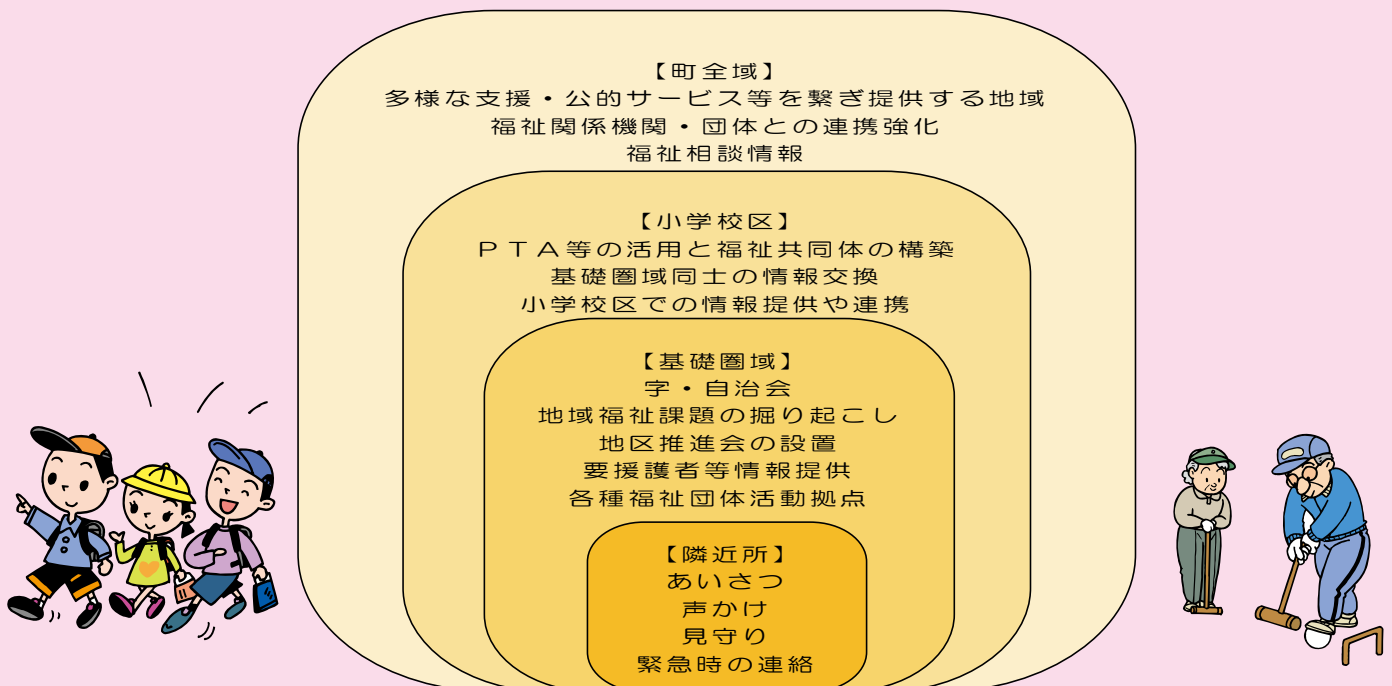 【町全域】
多様な支援・公的サービス等を繋ぎ提供する地域
福祉関係機関・団体との連携強化
福祉相談情報
【小学校区】
ＰＴＡ等の活用と福祉共同体の構築
基礎圏域同士の情報交換
小学校区での情報提供や連携
【基礎圏域】
字・自治会
地域福祉課題の掘り起こし
地区推進会の設置
要援護者等情報提供
各種福祉団体活動拠点
【隣近所】
あいさつ
声かけ
見守り
緊急時の連絡